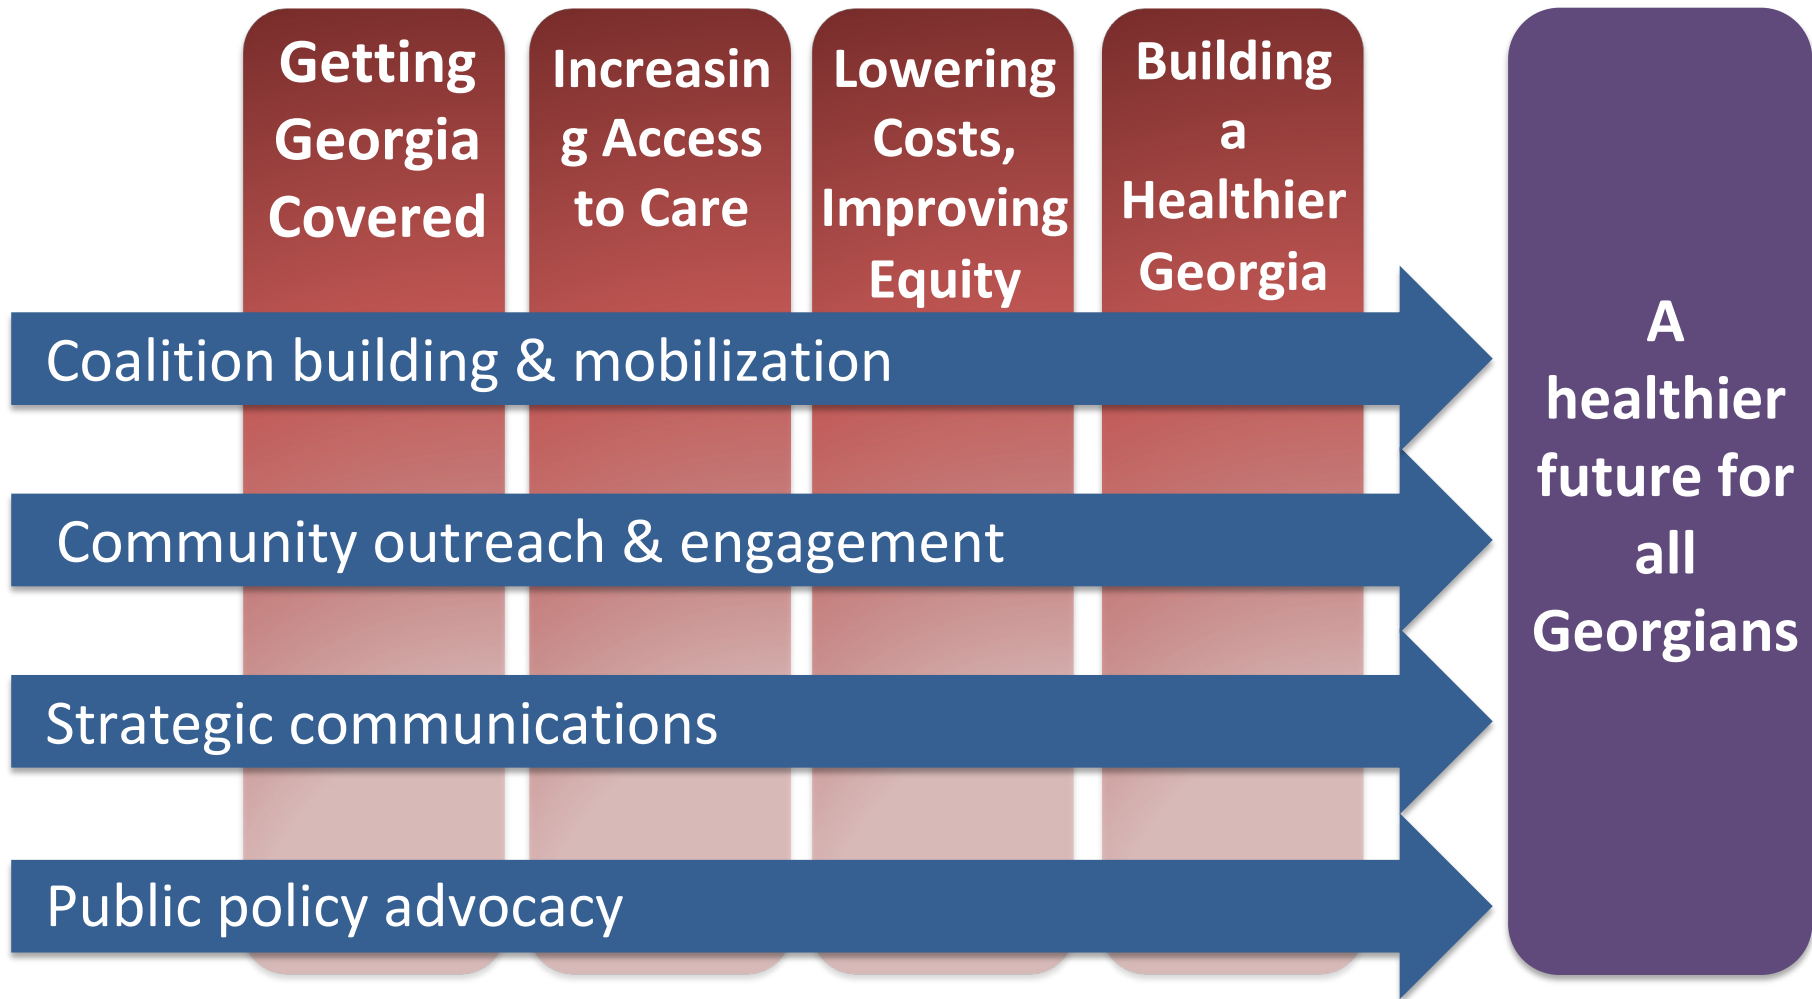 Getting
Georgia
Covered
Increasin
g Access
to Care
Lowering
Costs,
Improving
Equity
Building
a
Healthier
Georgia
Coalition building & mobilization
Community outreach & engagement
Strategic communications
Public policy advocacy
A
healthier
future for
all
Georgians